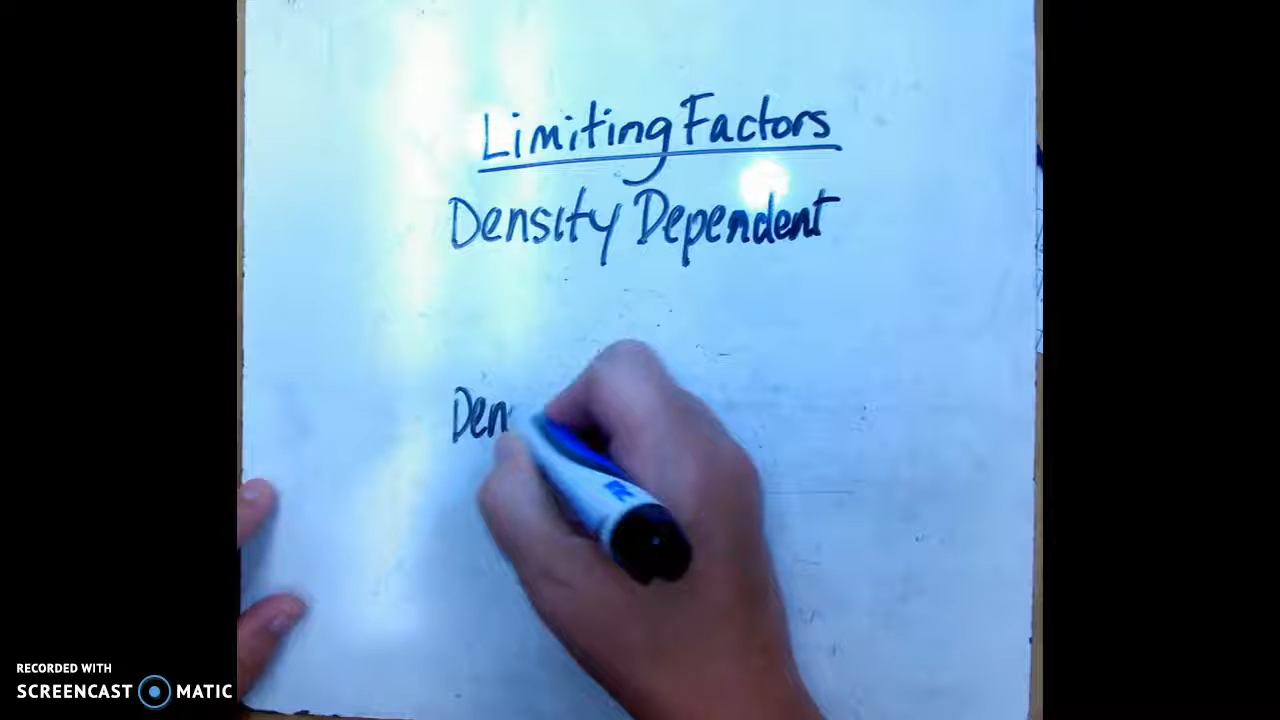 Limiting Factors
Density Dependent
Den
RECORDED WITH
SCREENCAST MATIC